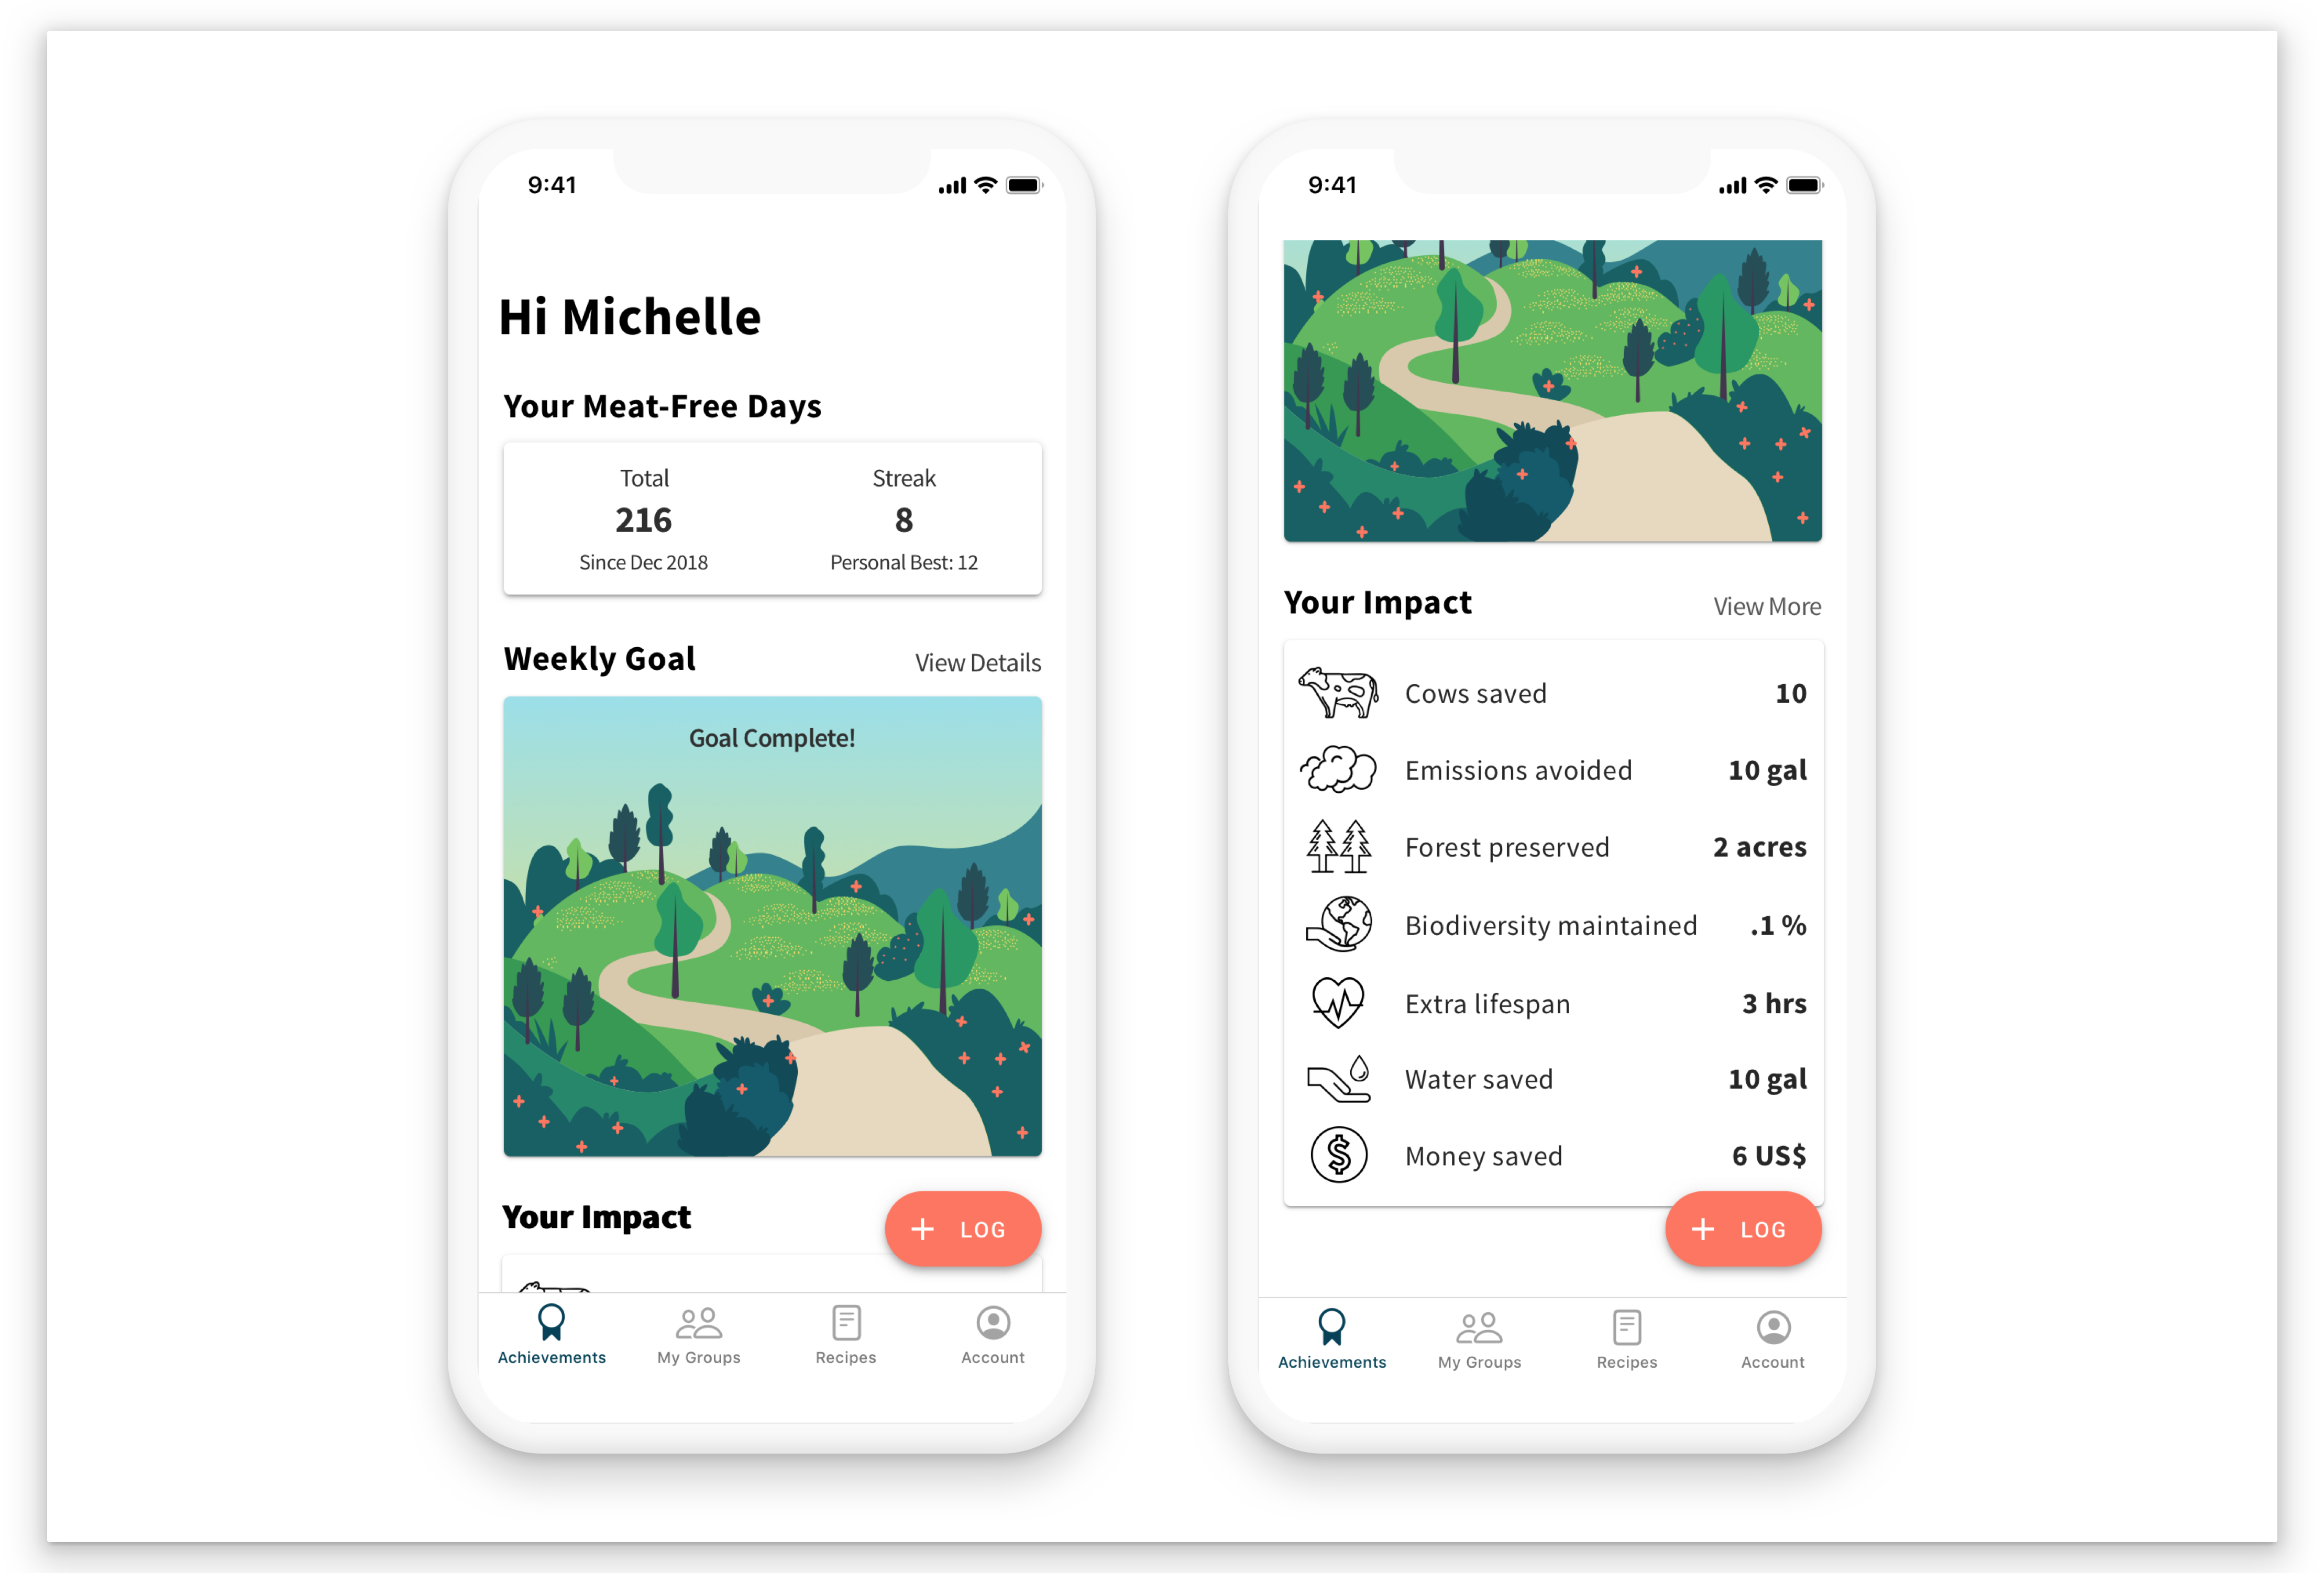 9:41
Hi Michelle
Your Meat-Free Days
Total Streak
216 8
Since Dec 2018 Personal Best: 12
Weekly Goal View Details
Goal Complete!
Your Impact
+ LOG
Achievements My Groups Recipes Account
9:41
Your Impact View More
Cows saved 10
Emissions avoided 10 gal
Forest preserved 2 acres
Biodiversity maintained .1 %
Extra lifespan 3 hrs
Water saved 10 gal
$ Money saved 6 US$
+ LOG
Achievements My Groups Recipes Account